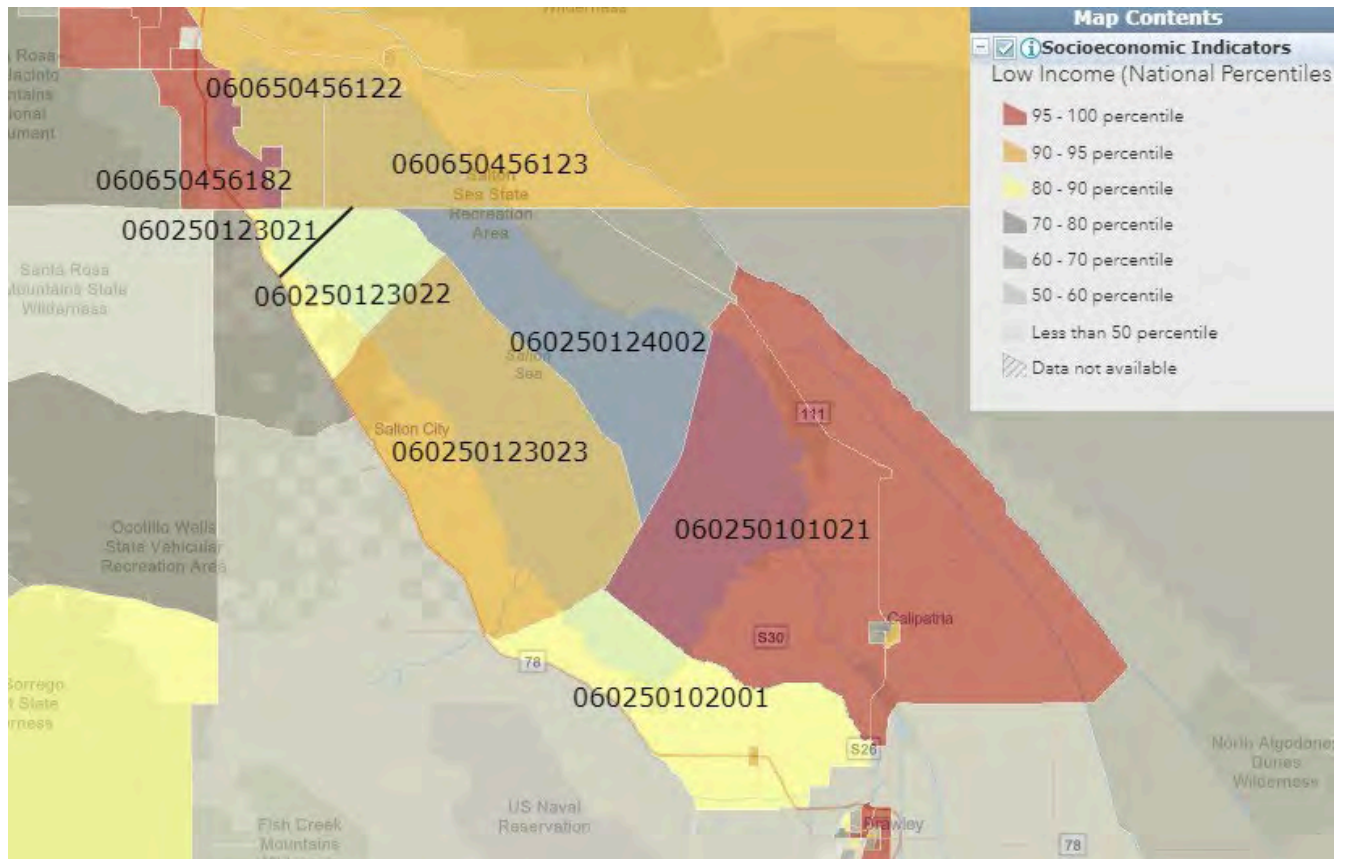 Wilderness
Map Contents
Socioeconomic Indicators
Low Income (National Percentiles
95 - 100 percentile
90 - 95 percentile
80 - 90 percentile
70 - 80 percentile
60 - 70 percentile
50 - 60 percentile
Less than 50 percentile
Data not available
060650456122
060650456123
060650456182
Salton
Sea State
Recreation
Area
060250123021
Santa Rosa
Mountains State
Wilderness
060250123022
060250124002
Salton
Sea
111
Salton City
060250123023
060250101021
Ocotillo Wells
State Vehicular
Recreation Area
Calipatria
S30
78
060250102001
S26
North Algodones
Dunes
Wilderness
US Naval
Reservation
Fish Creek
Mountains
Brawley
78